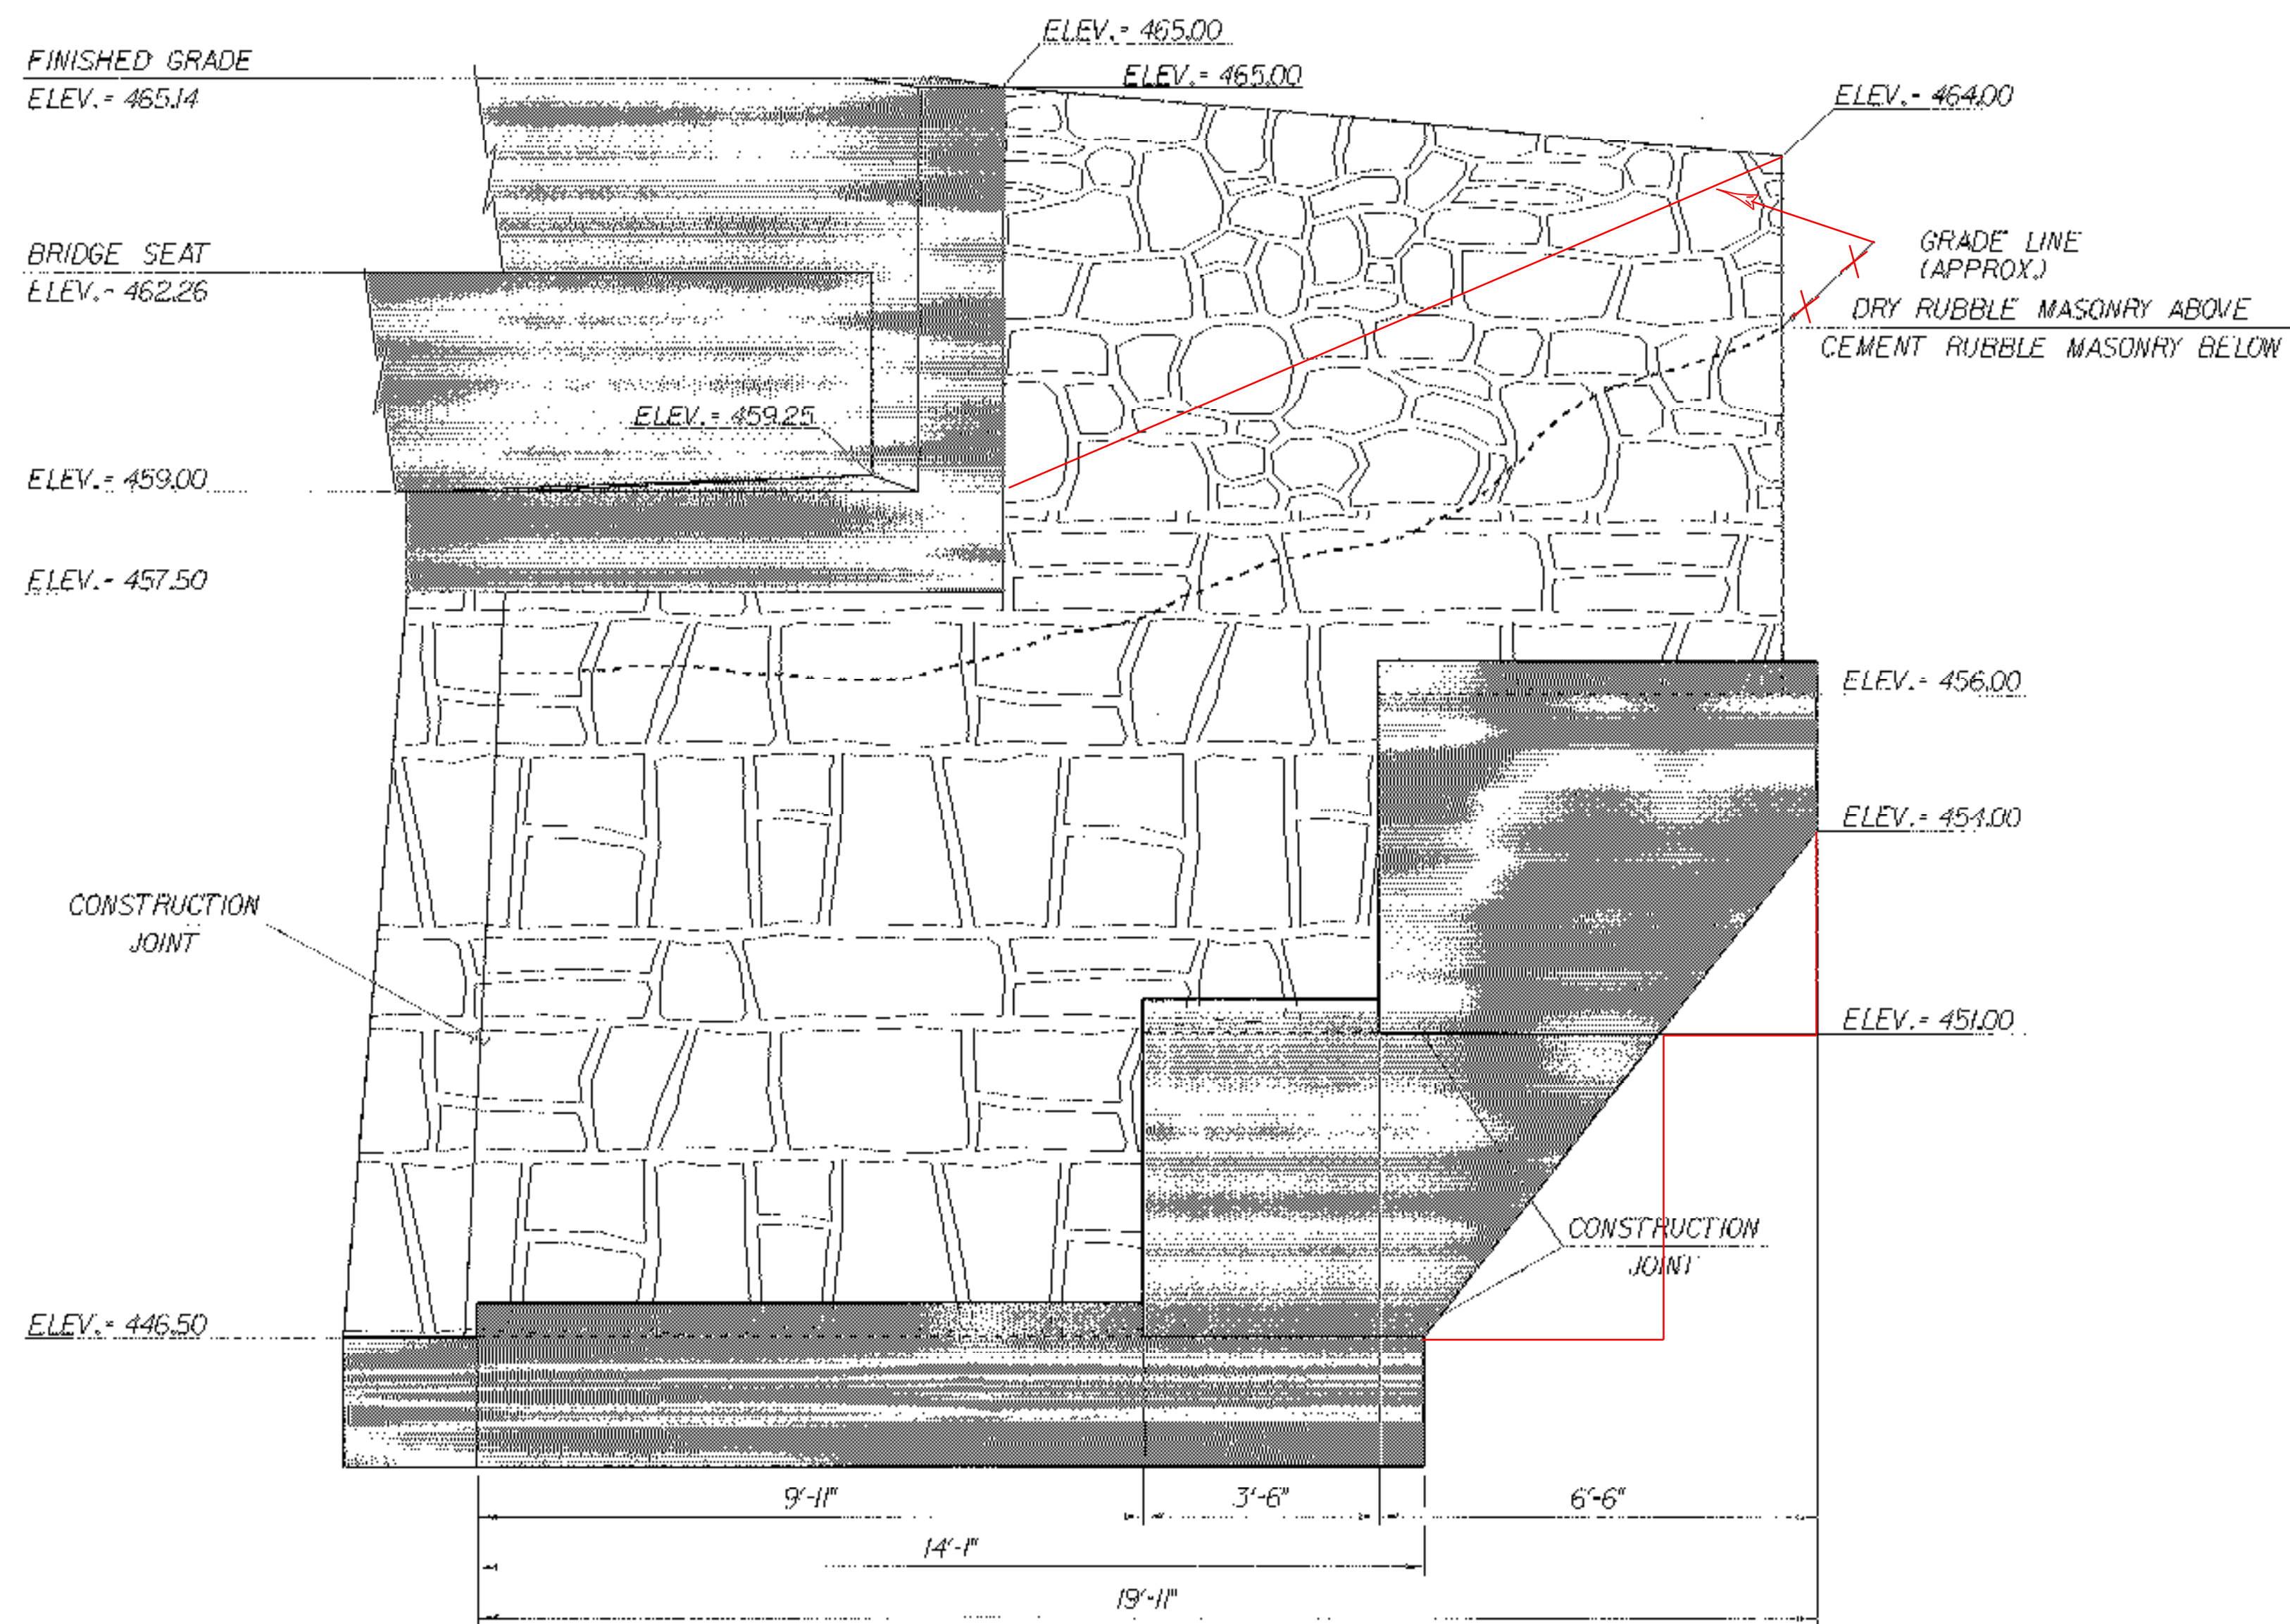 ELEV.= 465.00
FINISHED GRADE
ELEV.= 465.14
ELEV.= 465.00
ELEV.= 464.00
BRIDGE SEAT
ELEV.= 462.26
GRADE LINE
(APPROX.)
DRY RUBBLE MASONRY ABOVE
CEMENT RUBBLE MASONRY BELOW
ELEV.= 459.25
ELEV.= 459.00
ELEV.= 457.50
ELEV.= 456.00
ELEV.= 454.00
CONSTRUCTION
JOINT
ELEV.= 451.00
CONSTRUCTION
JOINT
ELEV.= 446.50
9'-11"
3'-6"
6'-6"
14'-1"
19'-11"